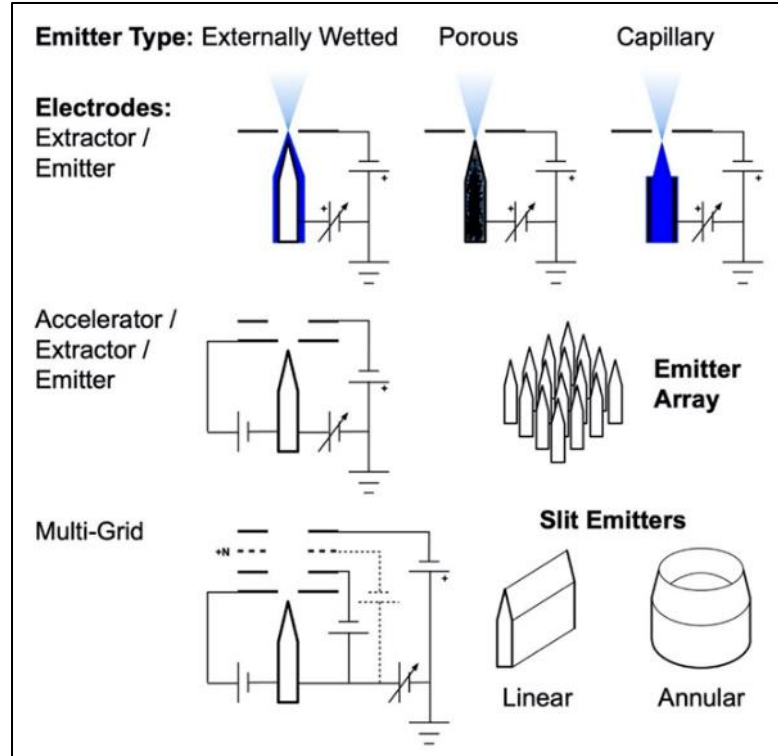 Emitter Type: Externally Wetted Porous Capillary
Electrodes:
Extractor /
Emitter
+
+
+
+
+
+
Accelerator /
Extractor /
Emitter
+
Emitter
Array
Multi-Grid
+N
+
Slit Emitters
Linear Annular